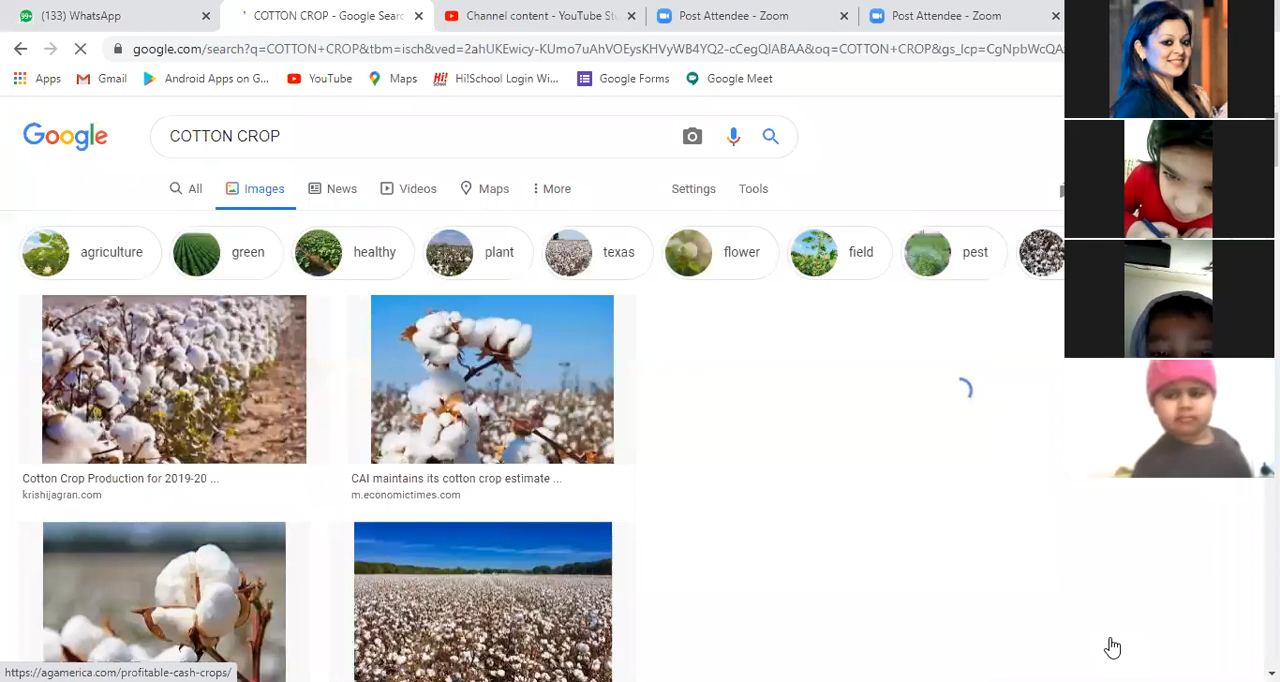 (133) WhatsApp
COTTON CROP - Google Searc
Channel content - YouTube St
Post Attendee - Zoom
Post Attendee - Zoom
google.com/search?q=COTTON+CROP&tbm=isch&ved=2ahUKEwicy-KUmo7uAhVOEysKHVyWB4YQ2-cCegQIABAA&oq=COTTON+CROP&gs_lcp=CgNpbWcQA
Apps
Gmail
Android Apps on G...
YouTube
Maps
Hi!School Login Wi...
Google Forms
Google Meet
Google
COTTON CROP
All
Images
News
Videos
Maps
More
Settings
Tools
agriculture
green
healthy
plant
texas
flower
field
pest
Cotton Crop Production for 2019-20 ...
krishijagran.com
CAI maintains its cotton crop estimate ...
m.economictimes.com
https://agamerica.com/profitable-cash-crops/